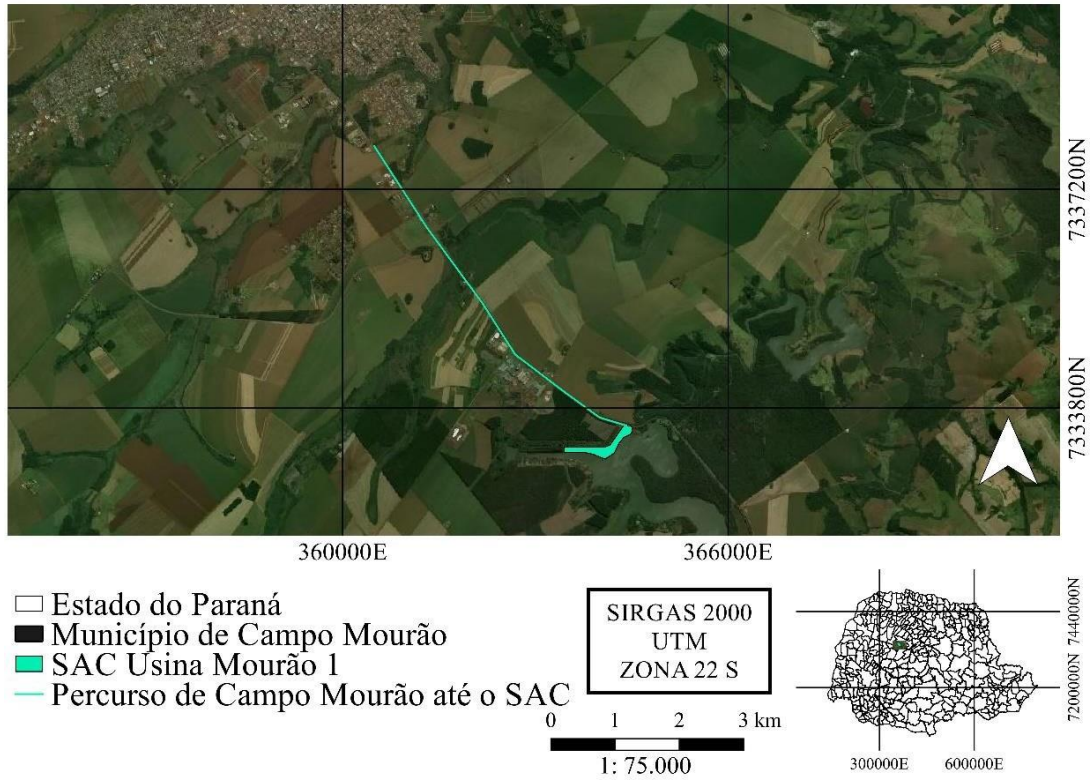 7337200N
7333800N
360000E
366000E
Estado do Paraná
Município de Campo Mourão
SAC Usina Mourão 1
Percurso de Campo Mourão até o SAC
SIRGAS 2000
UTM
ZONA 22 S
0 1 2 3 km
1: 75.000
7440000N
7200000N
300000E
600000E